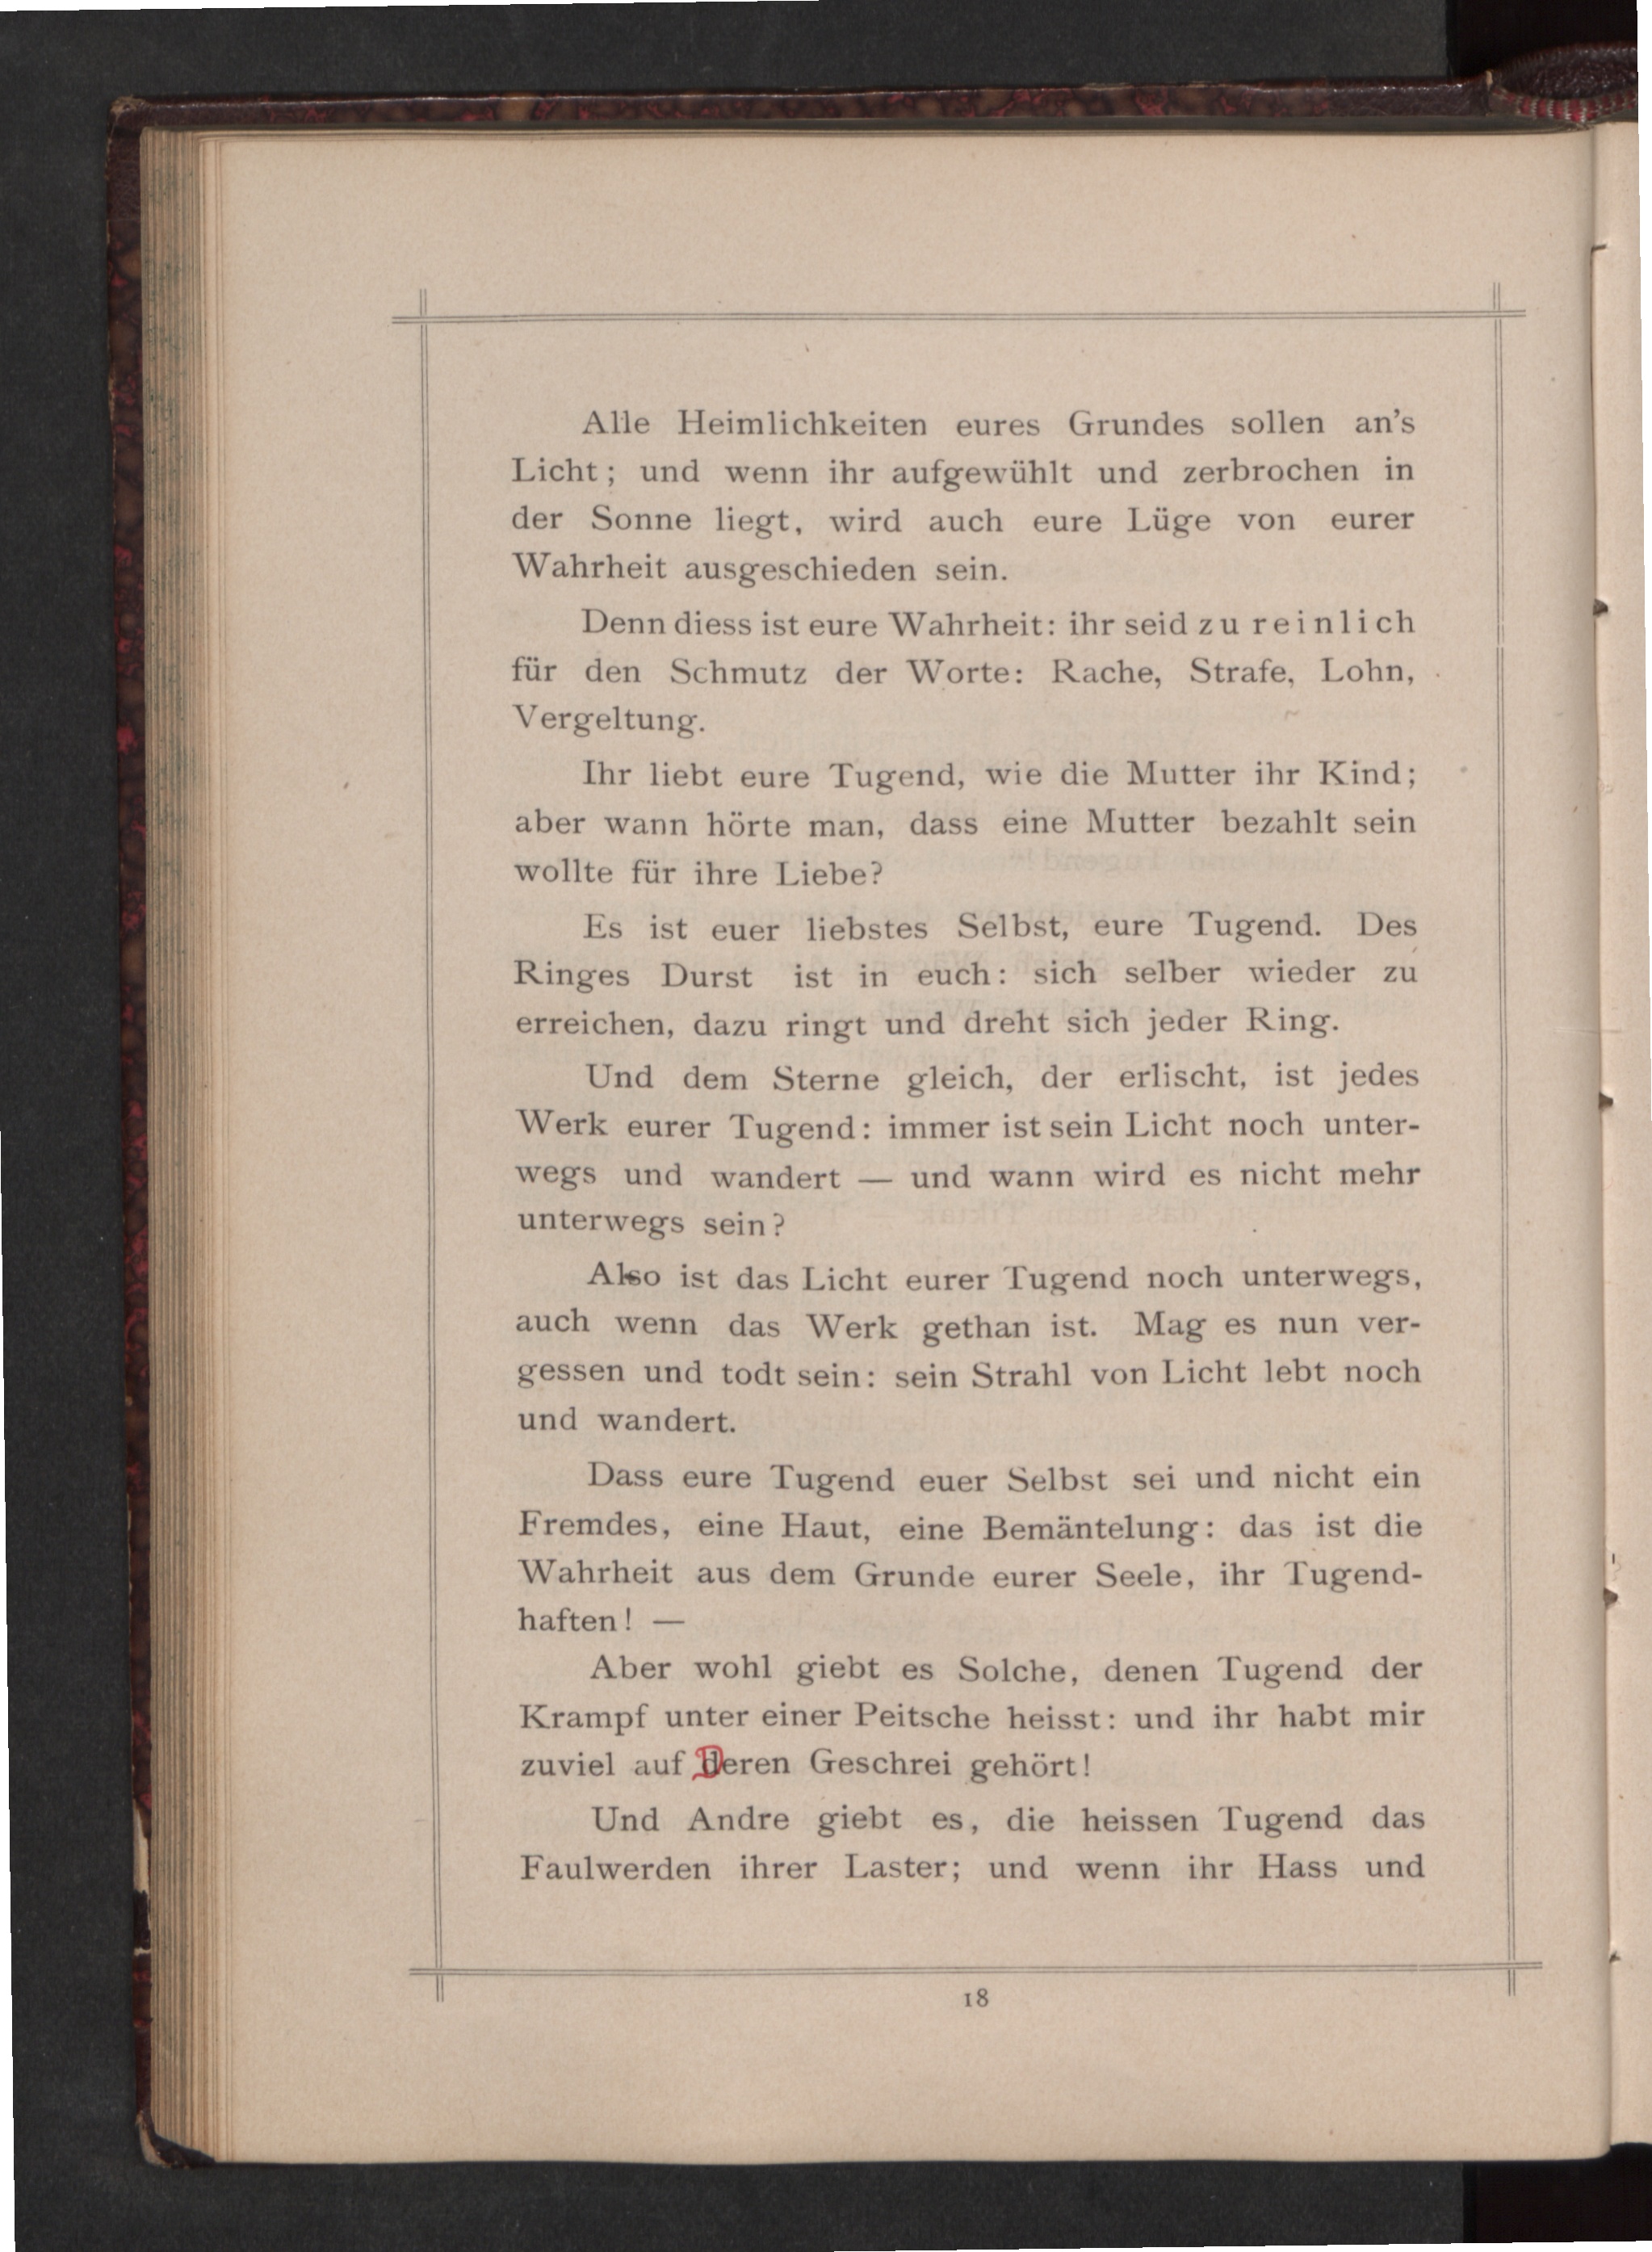 Alle Heimlichkeiten eures Grundes sollen an's
Licht; und wenn ihr aufgewühlt und zerbrochen in
der Sonne liegt, wird auch eure Lüge von eurer
Wahrheit ausgeschieden sein.
Denn diess ist eure Wahrheit: ihr seid zu reinlich
für den Schmutz der Worte: Rache, Strafe, Lohn,
Vergeltung.
Ihr liebt eure Tugend, wie die Mutter ihr Kind;
aber wann hörte man, dass eine Mutter bezahlt sein
wollte für ihre Liebe?
Es ist euer liebstes Selbst, eure Tugend. Des
Ringes Durst ist in euch: sich selber wieder zu
erreichen, dazu ringt und dreht sich jeder Ring.
Und dem Sterne gleich, der erlischt, ist jedes
Werk eurer Tugend: immer ist sein Licht noch unter-
wegs und wandert — und wann wird es nicht mehr
unterwegs sein?
Also ist das Licht eurer Tugend noch unterwegs,
auch wenn das Werk gethan ist. Mag es nun ver-
gessen und todt sein: sein Strahl von Licht lebt noch
und wandert.
Dass eure Tugend euer Selbst sei und nicht ein
Fremdes, eine Haut, eine Bemäntelung: das ist die
Wahrheit aus dem Grunde eurer Seele, ihr Tugend-
haften! —
Aber wohl giebt es Solche, denen Tugend der
Krampf unter einer Peitsche heisst: und ihr habt mir
zuviel auf Deren Geschrei gehört!
Und Andre giebt es, die heissen Tugend das
Faulwerden ihrer Laster; und wenn ihr Hass und
18